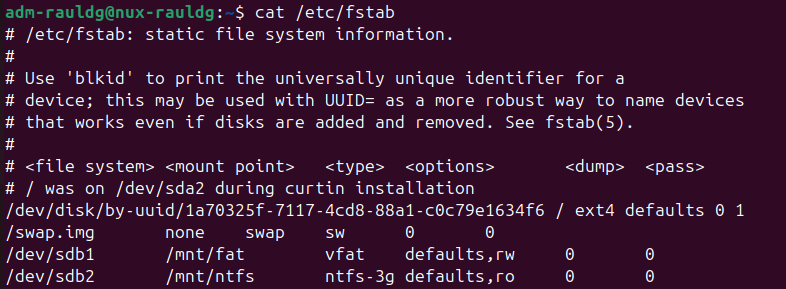 adm-rauldg@nux-rauldg:~$ cat /etc/fstab
# /etc/fstab: static file system information.
#
# Use 'blkid' to print the universally unique identifier for a
# device; this may be used with UUID= as a more robust way to name devices
# that works even if disks are added and removed. See fstab(5).
#
# <file system> <mount point>   <type>  <options>       <dump>  <pass>
# / was on /dev/sda2 during curtin installation
/dev/disk/by-uuid/1a70325f-7117-4cd8-88a1-c0c79e1634f6 / ext4 defaults 0 1
/swap.img       none    swap    sw      0       0
/dev/sdb1       /mnt/fat        vfat    defaults,rw     0       0
/dev/sdb2       /mnt/ntfs       ntfs-3g defaults,ro     0       0